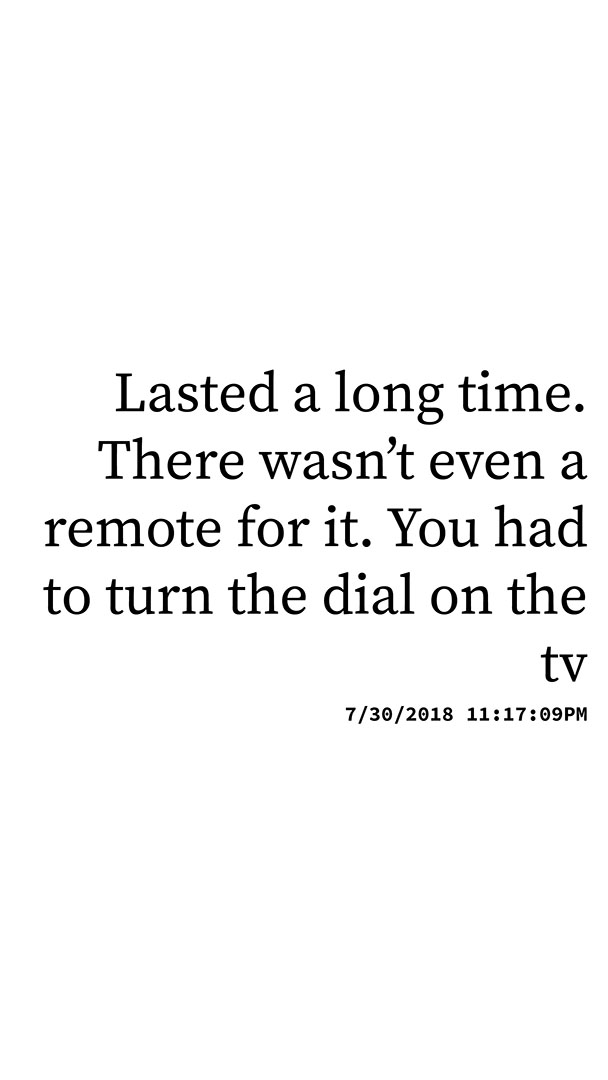 Lasted a long time.
There wasn’t even a
remote for it. You had
to turn the dial on the
tv
7/30/2018 11:17:09PM